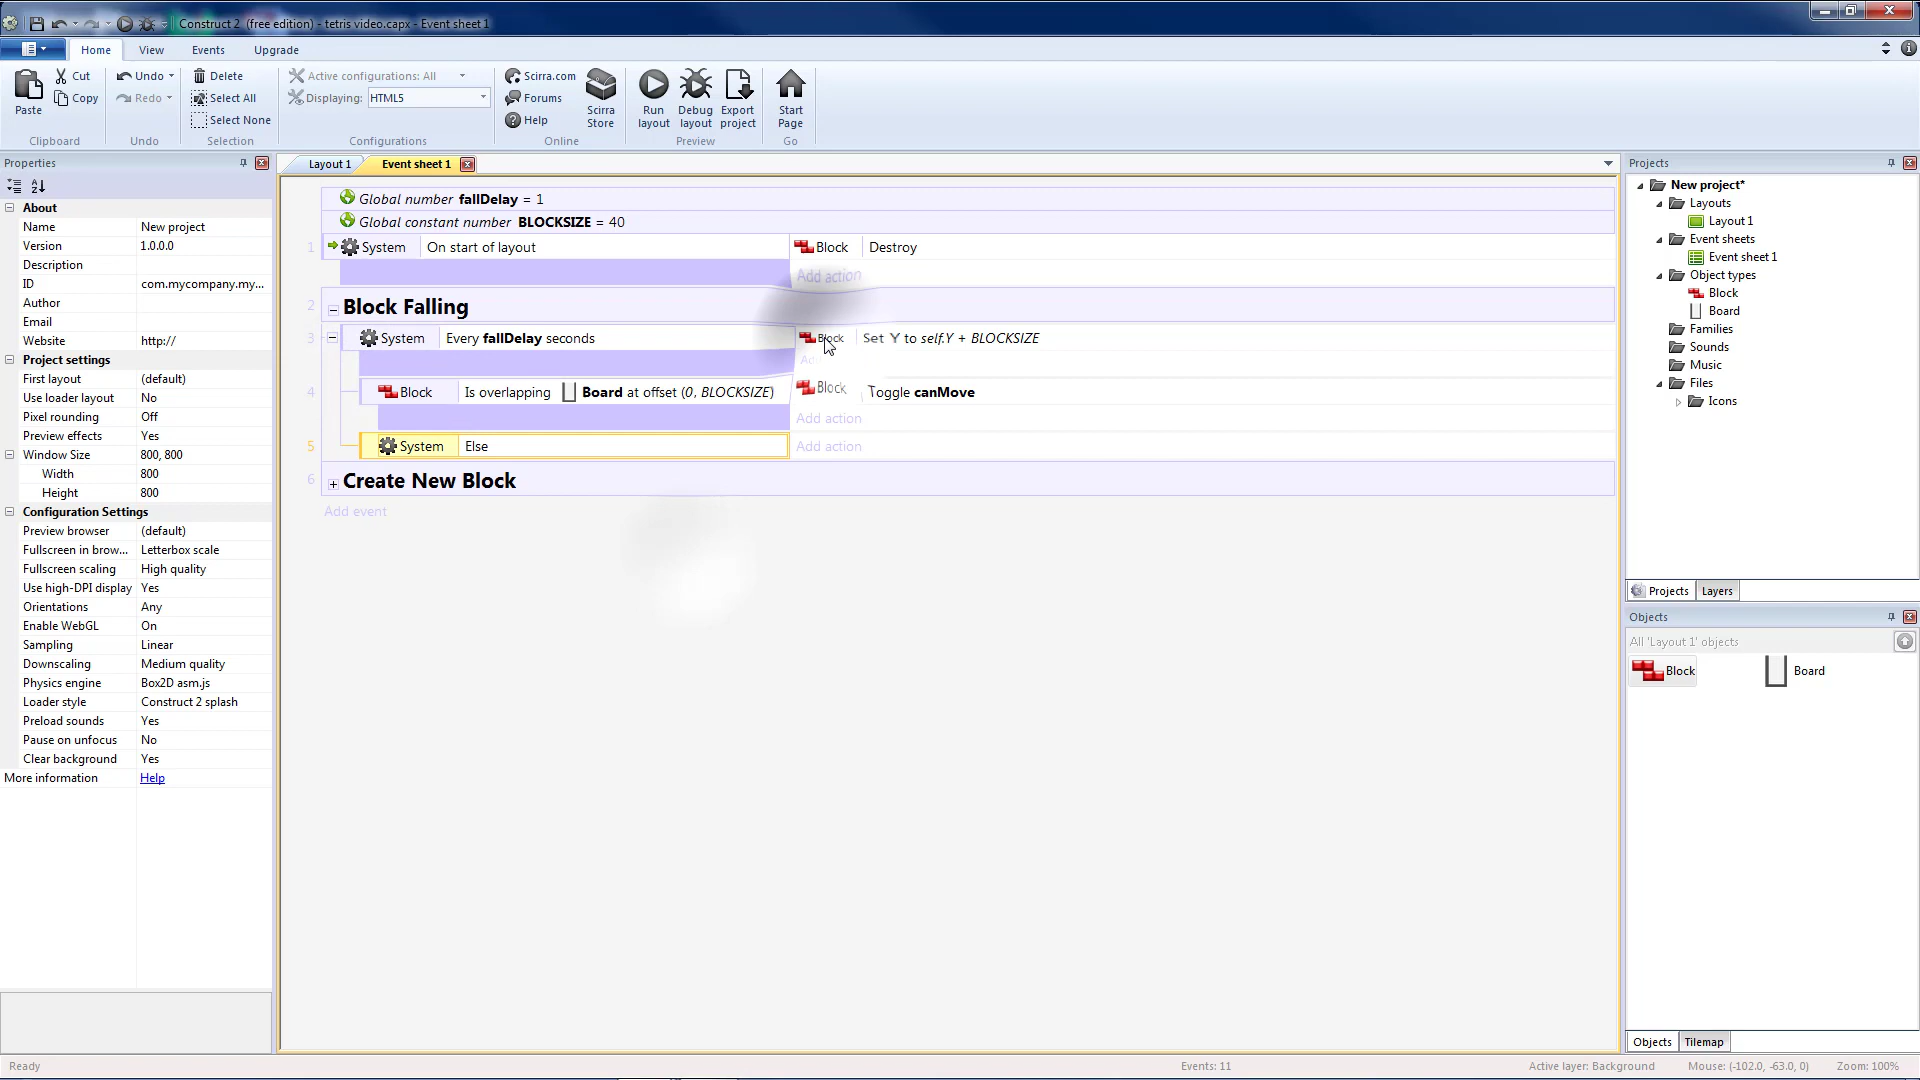 Construct 2 (free edition) - tetris video.capx - Event sheet 1
Home View Events Upgrade
Paste Cut Copy Clipboard
Undo Redo Undo
Delete Select All Select None Selection
Active configurations: All
Displaying: HTML5
Configurations
Scirra.com Forums Help Scirra Store Online
Run layout Debug layout Export project Preview
Start Page Go
Properties
About
Name New project
Version 1.0.0.0
Description
ID com.mycompany.my...
Author
Email
Website http://
Project settings
First layout (default)
Use loader layout No
Pixel rounding Off
Preview effects Yes
Window Size 800, 800
Width 800
Height 800
Configuration Settings
Preview browser (default)
Fullscreen in brow... Letterbox scale
Fullscreen scaling High quality
Use high-DPI display Yes
Orientations Any
Enable WebGL On
Sampling Linear
Downscaling Medium quality
Physics engine Box2D asm.js
Loader style Construct 2 splash
Preload sounds Yes
Pause on unfocus No
Clear background Yes
More information Help
Layout 1 Event sheet 1
Global number fallDelay = 1
Global constant number BLOCKSIZE = 40
1 System On start of layout Block Destroy
Add action
2 Block Falling
3 System Every fallDelay seconds Block Set Y to self.Y + BLOCKSIZE
4 Block Is overlapping Board at offset (0, BLOCKSIZE) Block Toggle canMove
Add action
5 System Else Add action
6 Create New Block
Add event
Projects
New project*
Layouts
Layout 1
Event sheets
Event sheet 1
Object types
Block
Board
Families
Sounds
Music
Files
Icons
Projects Layers
Objects
All 'Layout 1' objects
Block Board
Objects Tilemap
Ready Events: 11 Active layer: Background Mouse: (-102.0, -63.0, 0) Zoom: 100%